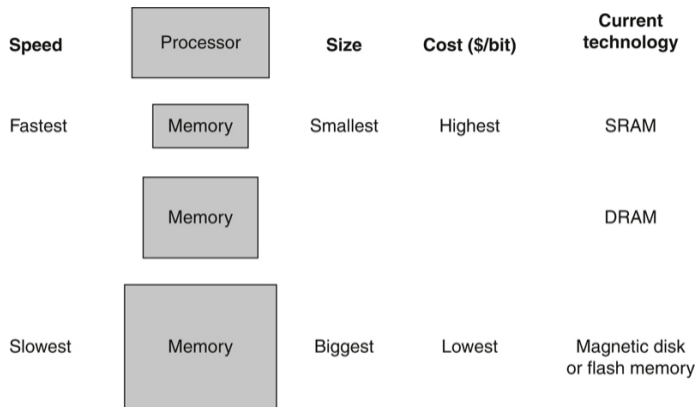 Speed
Processor
Size
Cost ($/bit)
Current
technology
Fastest
Memory
Smallest
Highest
SRAM
Memory
DRAM
Slowest
Memory
Biggest
Lowest
Magnetic disk
or flash memory